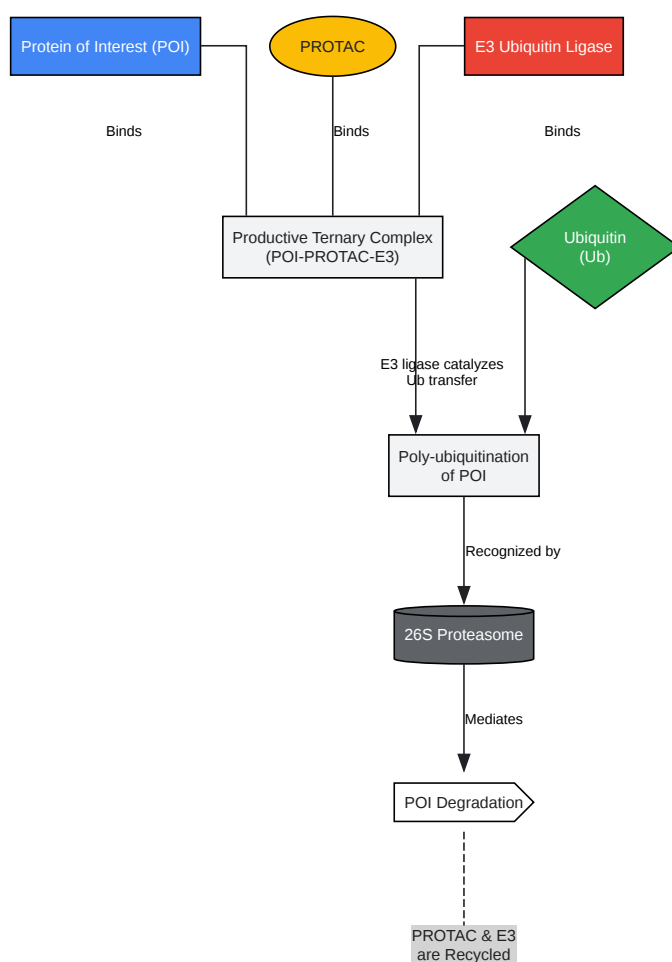 Protein of Interest (POI)
PROTAC
E3 Ubiquitin Ligase
Binds
Binds
Binds
Productive Ternary Complex
(POI-PROTAC-E3)
Ubiquitin
(Ub)
E3 ligase catalyzes
Ub transfer
Poly-ubiquitination
of POI
Recognized by
26S Proteasome
Mediates
POI Degradation
PROTAC & E3
are Recycled